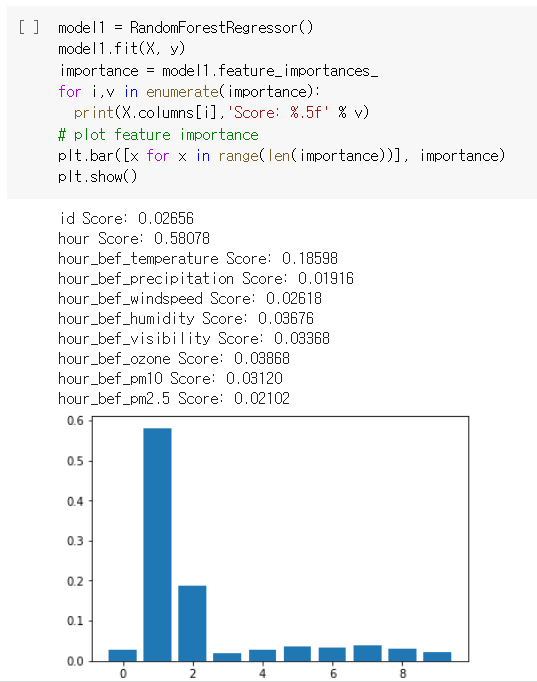 [ ] model1 = RandomForestRegressor()
model1.fit(X, y)
importance = model1.feature_importances_
for i,v in enumerate(importance):
  print(X.columns[i],'Score: %.5f' % v)
# plot feature importance
plt.bar([x for x in range(len(importance))], importance)
plt.show()
id Score: 0.02656
hour Score: 0.58078
hour_bef_temperature Score: 0.18598
hour_bef_precipitation Score: 0.01916
hour_bef_windspeed Score: 0.02618
hour_bef_humidity Score: 0.03676
hour_bef_visibility Score: 0.03368
hour_bef_ozone Score: 0.03868
hour_bef_pm10 Score: 0.03120
hour_bef_pm2.5 Score: 0.02102
0.6
0.5
0.4
0.3
0.2
0.1
0.0
0 2 4 6 8